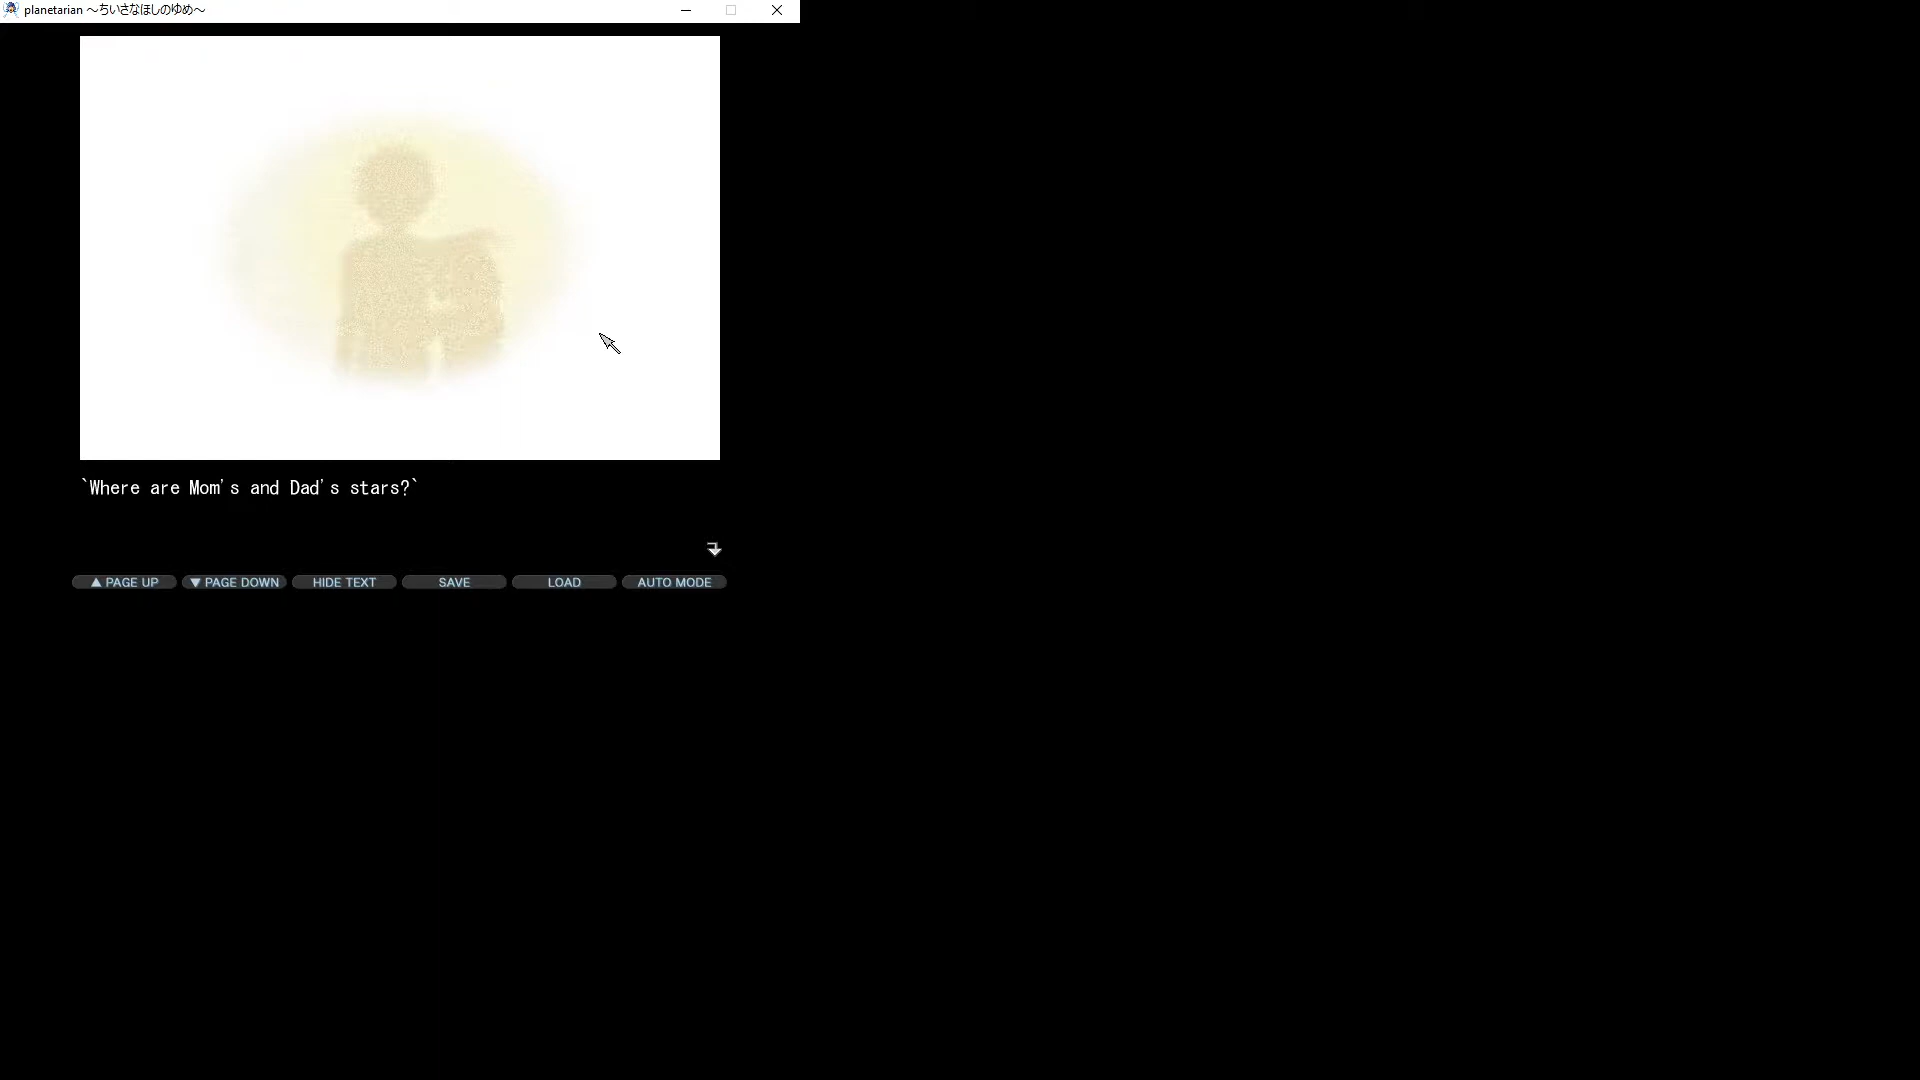 planetarian ～ちいさなほしのゆめ～
`Where are Mom's and Dad's stars?`
▲ PAGE UP ▼ PAGE DOWN HIDE TEXT SAVE LOAD AUTO MODE